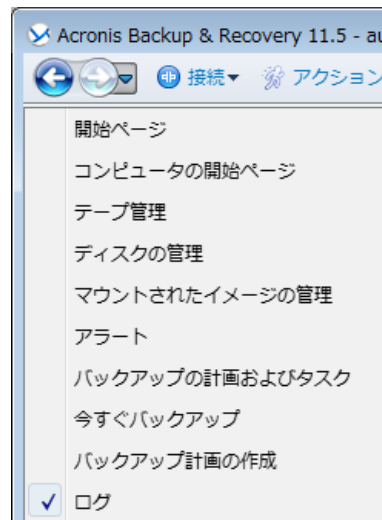 Acronis Backup & Recovery 11.5 - au
接続 アクション
開始ページ
コンピュータの開始ページ
テープ管理
ディスクの管理
マウントされたイメージの管理
アラート
バックアップの計画およびタスク
今すぐバックアップ
バックアップ計画の作成
ログ